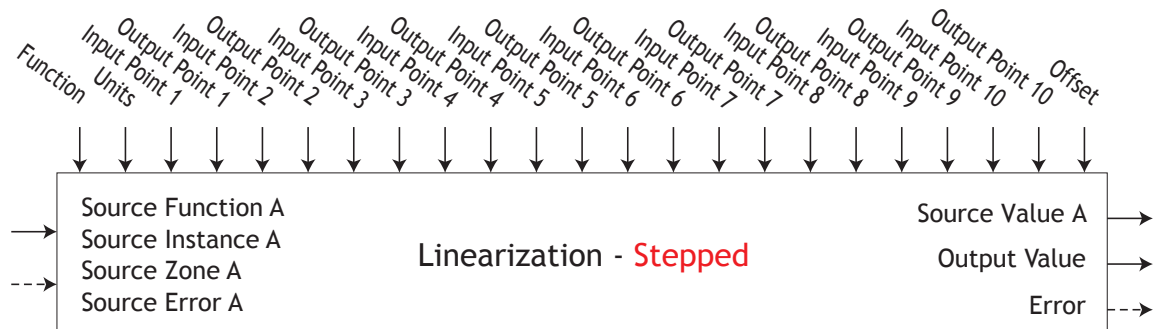 Function
Units
Input Point 1
Output Point 1
Input Point 2
Output Point 2
Input Point 3
Output Point 3
Input Point 4
Output Point 4
Input Point 5
Output Point 5
Input Point 6
Output Point 6
Input Point 7
Output Point 7
Input Point 8
Output Point 8
Input Point 9
Output Point 9
Input Point 10
Output Point 10
Offset
Source Function A
Source Instance A
Source Zone A
Source Error A
Linearization - Stepped
Source Value A
Output Value
Error